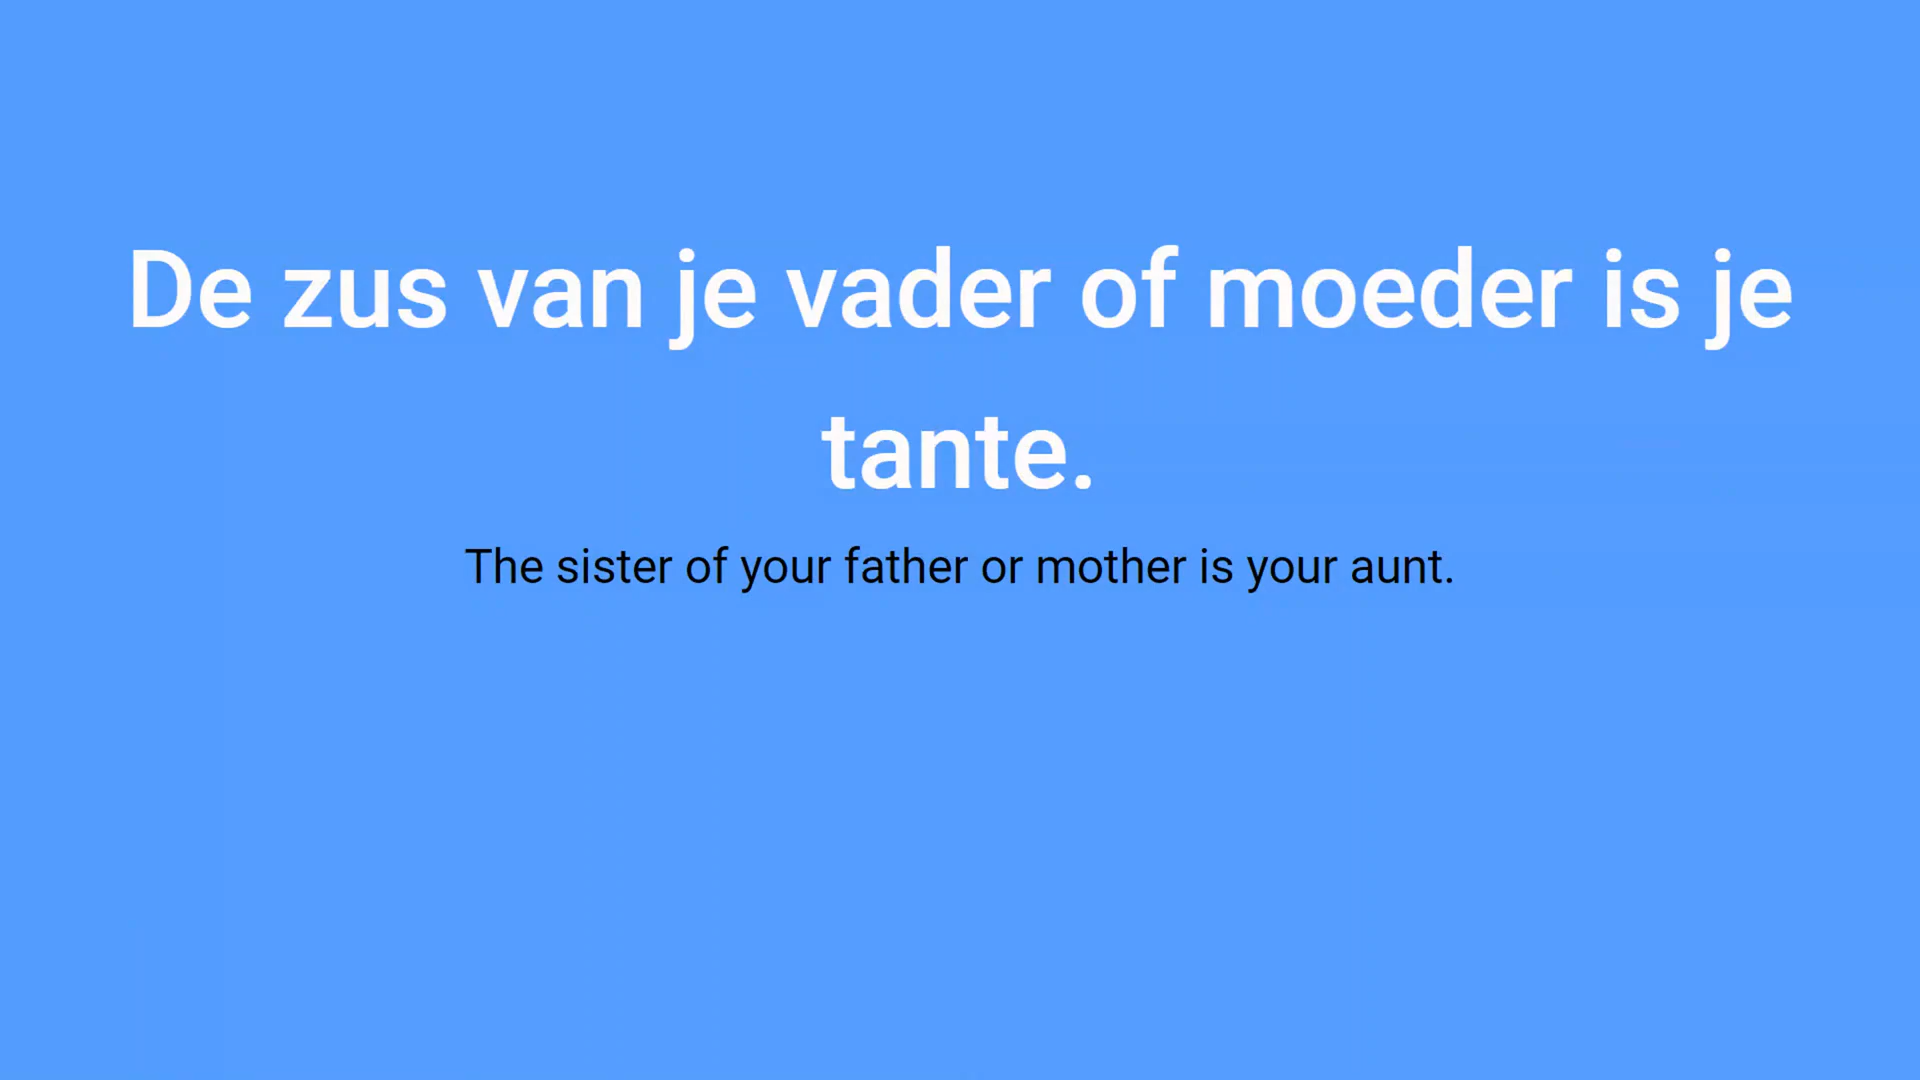 De zus van je vader of moeder is je
tante.
The sister of your father or mother is your aunt.